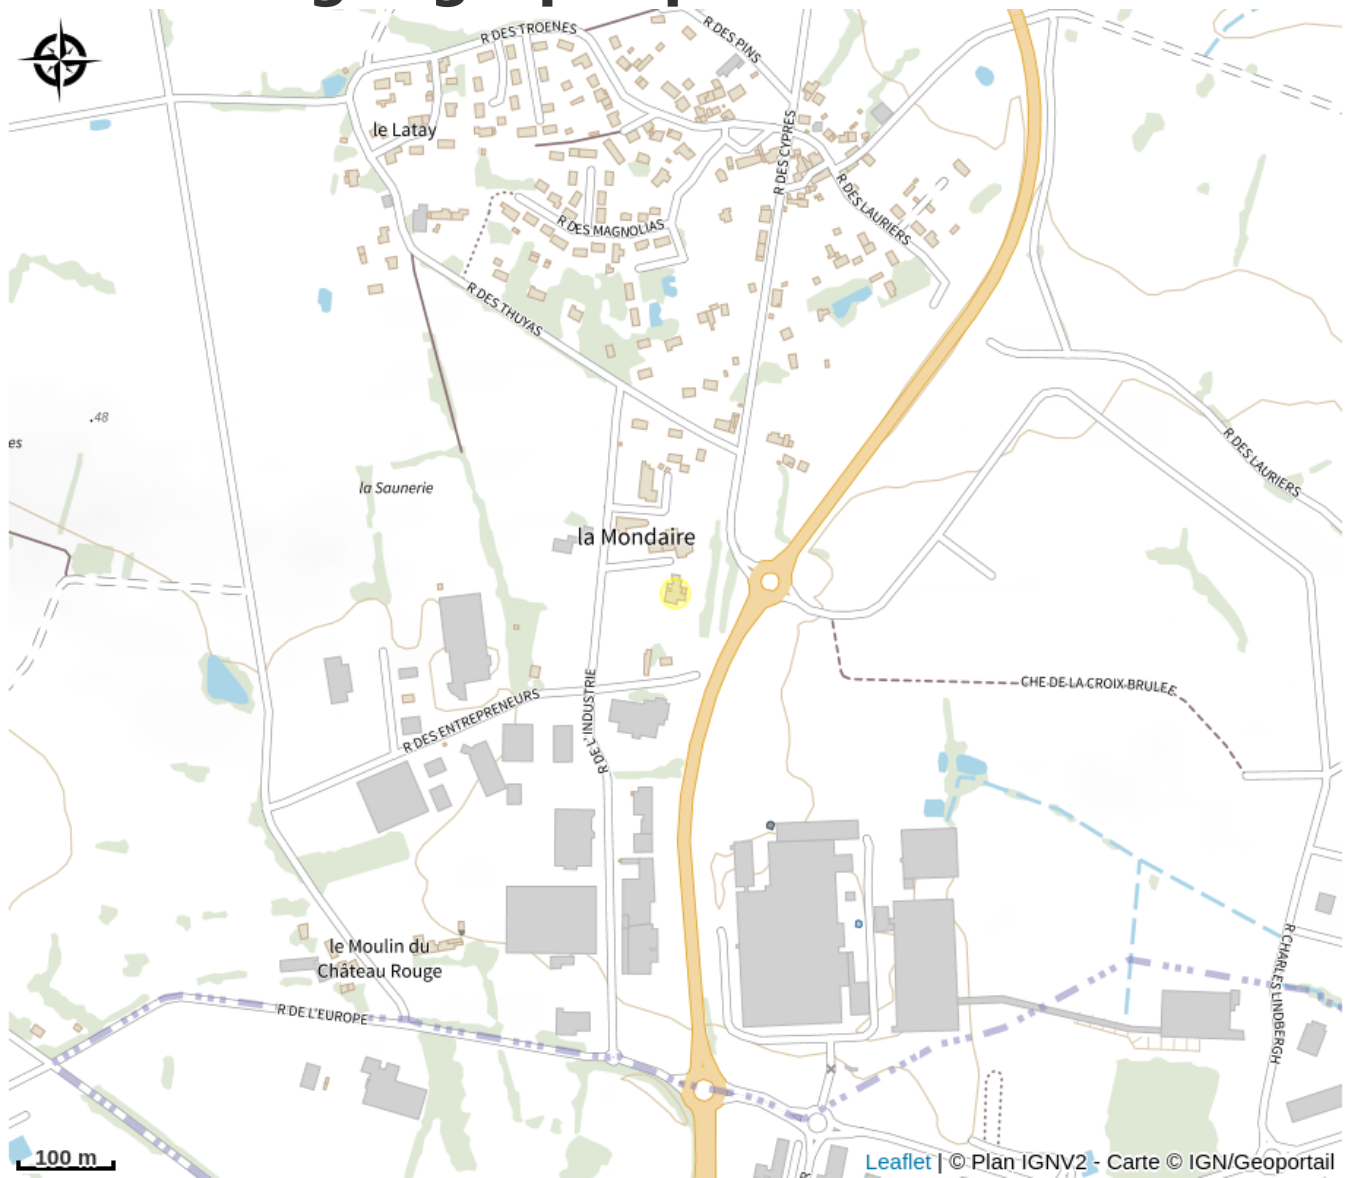 R DES TROENES
R DES PINS
le Latay
R DES CYPRES
R DES LAURIERS
R DES MAGNOLIAS
R DES THUYAS
.48
es
R DES LAURIERS
la Saunerie
la Mondaire
R DE L'INDUSTRIE
CHE DE LA CROIX BRULEE
R DES ENTREPRENEURS
le Moulin du
Château Rouge
R CHARLES LINDBERGH
R DE L'EUROPE
100 m
Leaflet | © Plan IGNV2 - Carte © IGN/Geoportail